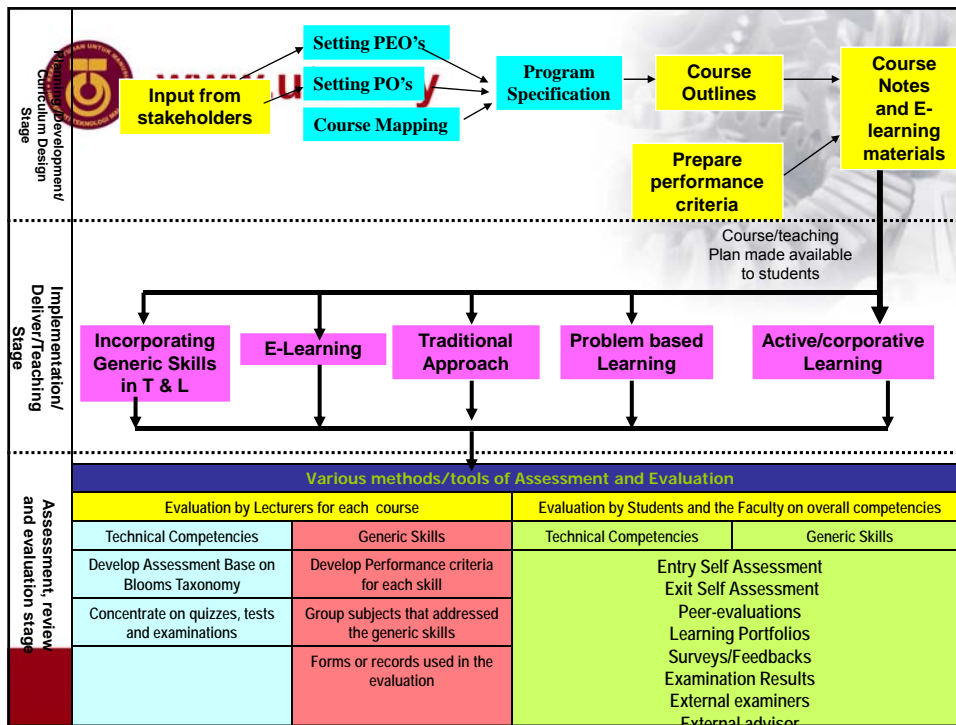 Planning/Development/
Curriculum Design
Stage
Input from
stakeholders
Setting PEO's
Setting PO's
Course Mapping
Program
Specification
Course
Outlines
Prepare
performance
criteria
Course
Notes
and E-
learning
materials
Course/teaching
Plan made available
to students
Implementation/
Deliver/Teaching
Stage
Incorporating
Generic Skills
in T & L
E-Learning
Traditional
Approach
Problem based
Learning
Active/corporative
Learning
Assessment, review
and evaluation stage
Various methods/tools of Assessment and Evaluation
Evaluation by Lecturers for each course
Evaluation by Students and the Faculty on overall competencies
Technical Competencies
Generic Skills
Technical Competencies
Generic Skills
Develop Assessment Base on
Blooms Taxonomy
Develop Performance criteria
for each skill
Concentrate on quizzes, tests
and examinations
Group subjects that addressed
the generic skills
Forms or records used in the
evaluation
Entry Self Assessment
Exit Self Assessment
Peer-evaluations
Learning Portfolios
Surveys/Feedbacks
Examination Results
External examiners
External advisor